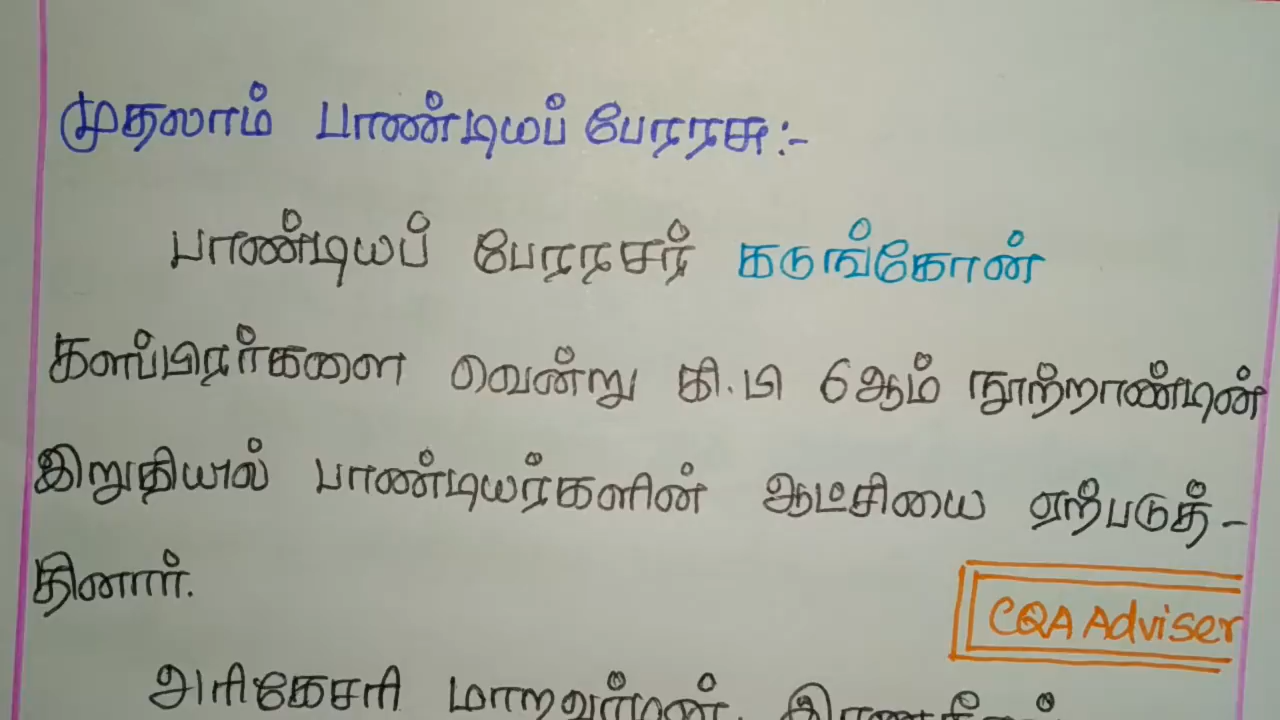 முதலாம் பாண்டியப் பேரரசு:-
பாண்டியப் பேரரசர் கடுங்கோன்
களப்பிரர்களை வென்று கி.பி 6ஆம் நூற்றாண்டின்
இறுதியில் பாண்டியர்களின் ஆட்சியை ஏற்படுத்-
தினார்.
CQA Adviser
அரிகேசரி மாறவர்மன்,